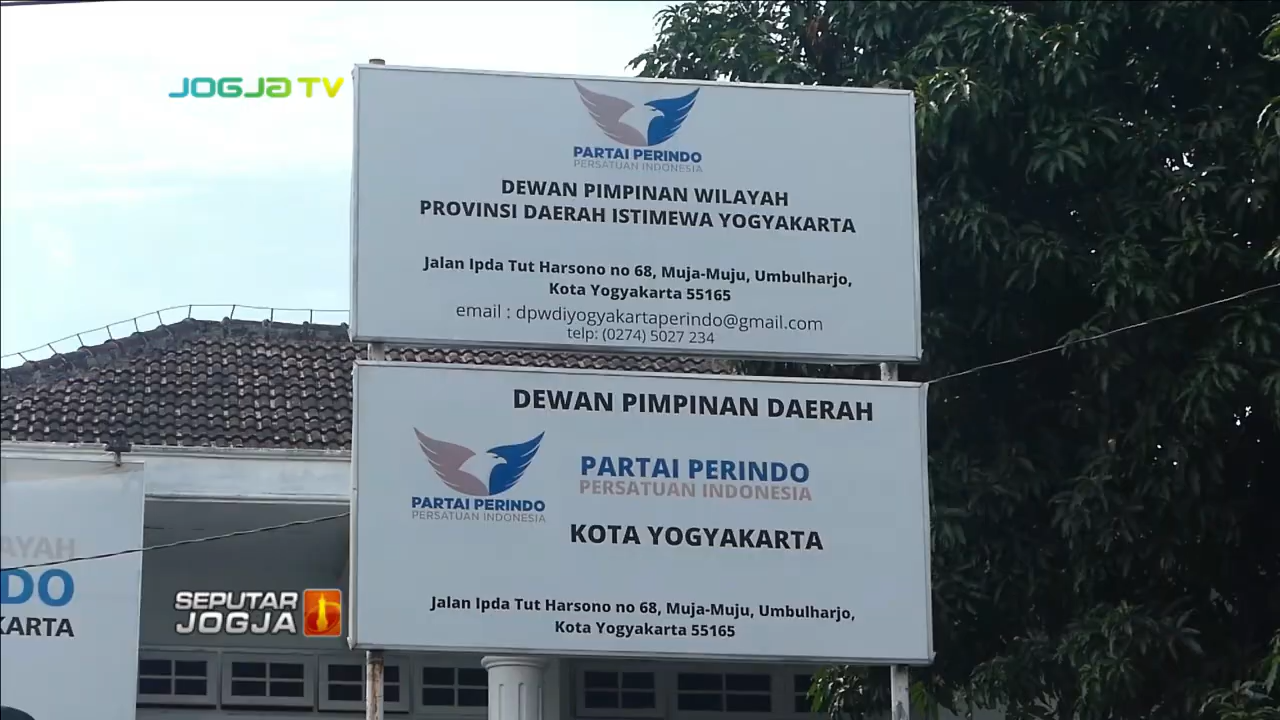 JOGJA TV
PARTAI PERINDO
PERSATUAN INDONESIA
DEWAN PIMPINAN WILAYAH
PROVINSI DAERAH ISTIMEWA YOGYAKARTA
Jalan Ipda Tut Harsono no 68, Muja-Muju, Umbulharjo,
Kota Yogyakarta 55165
email : dpwdiyogyakartaperindo@gmail.com
telp: (0274) 5027 234
DEWAN PIMPINAN DAERAH
PARTAI PERINDO
PERSATUAN INDONESIA
PARTAI PERINDO
PERSATUAN INDONESIA
KOTA YOGYAKARTA
Jalan Ipda Tut Harsono no 68, Muja-Muju, Umbulharjo,
Kota Yogyakarta 55165
AYAH
DO
KARTA
SEPUTAR
JOGJA